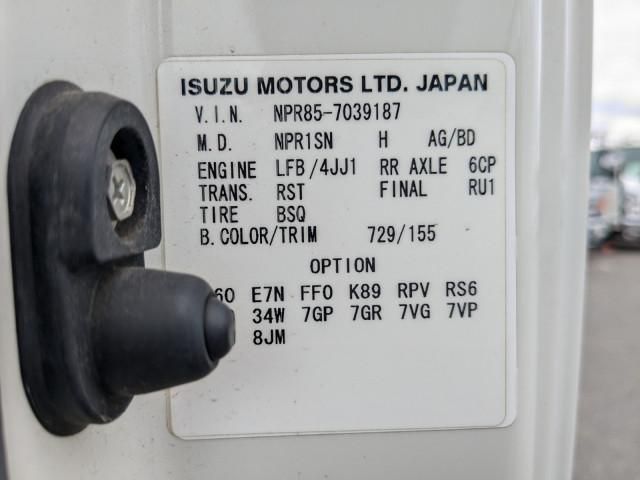 ISUZU MOTORS LTD. JAPAN
V.I.N. NPR85-7039187
M.D. NPR1SN H AG/BD
ENGINE LFB/4JJ1 RR AXLE 6CP
TRANS. RST FINAL RU1
TIRE BSQ
B.COLOR/TRIM 729/155
OPTION
E7N FF0 K89 RPV RS6
34W 7GP 7GR 7VG 7VP
8JM